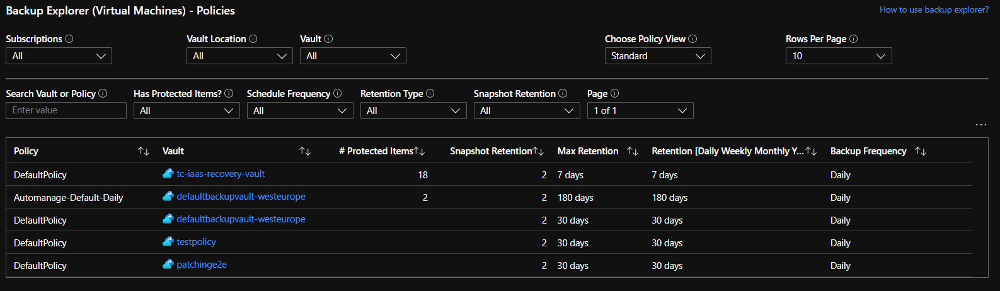 Backup Explorer (Virtual Machines) - Policies
How to use backup explorer?
Subscriptions Vault Location Vault Choose Policy View Rows Per Page
All All All Standard 10
Search Vault or Policy Has Protected Items? Schedule Frequency Retention Type Snapshot Retention Page
Enter value All All All All 1 of 1
...
Policy Vault # Protected Items Snapshot Retention Max Retention Retention [Daily Weekly Monthly Y... Backup Frequency
DefaultPolicy tc-iaas-recovery-vault 18 2 7 days 7 days Daily
Automanage-Default-Daily defaultbackupvault-westeurope 2 2 180 days 180 days Daily
DefaultPolicy defaultbackupvault-westeurope 2 30 days 30 days Daily
DefaultPolicy testpolicy 2 30 days 30 days Daily
DefaultPolicy patchinge2e 2 30 days 30 days Daily